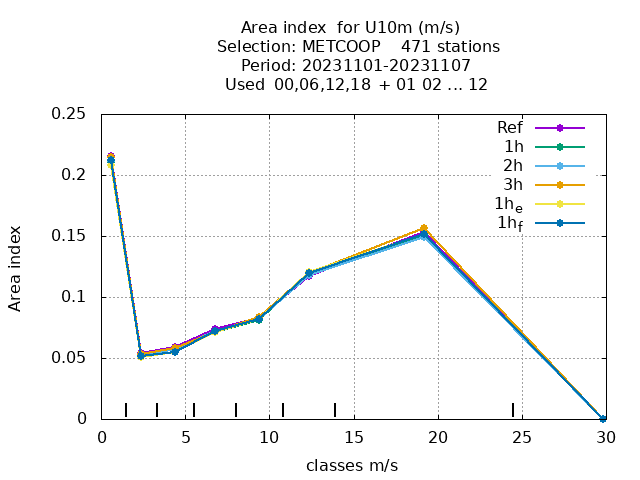 Area index  for U10m (m/s)
Selection: METCOOP    471 stations
Period: 20231101-20231107
Used  00,06,12,18  + 01 02 ... 12
Area index
0.25
0.2
0.15
0.1
0.05
0
Ref
1h
2h
3h
1he
1hf
0 5 10 15 20 25 30
classes m/s